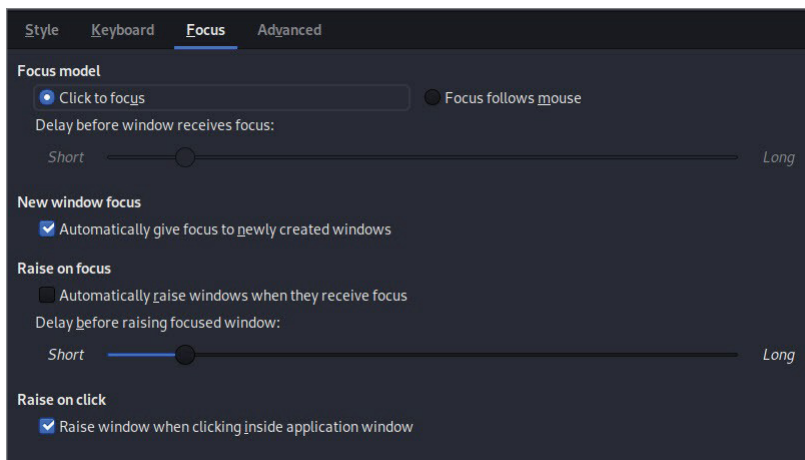 Style Keyboard Focus Advanced
Focus model
Click to focus Focus follows mouse
Delay before window receives focus:
Short Long
New window focus
Automatically give focus to newly created windows
Raise on focus
Automatically raise windows when they receive focus
Delay before raising focused window:
Short Long
Raise on click
Raise window when clicking inside application window